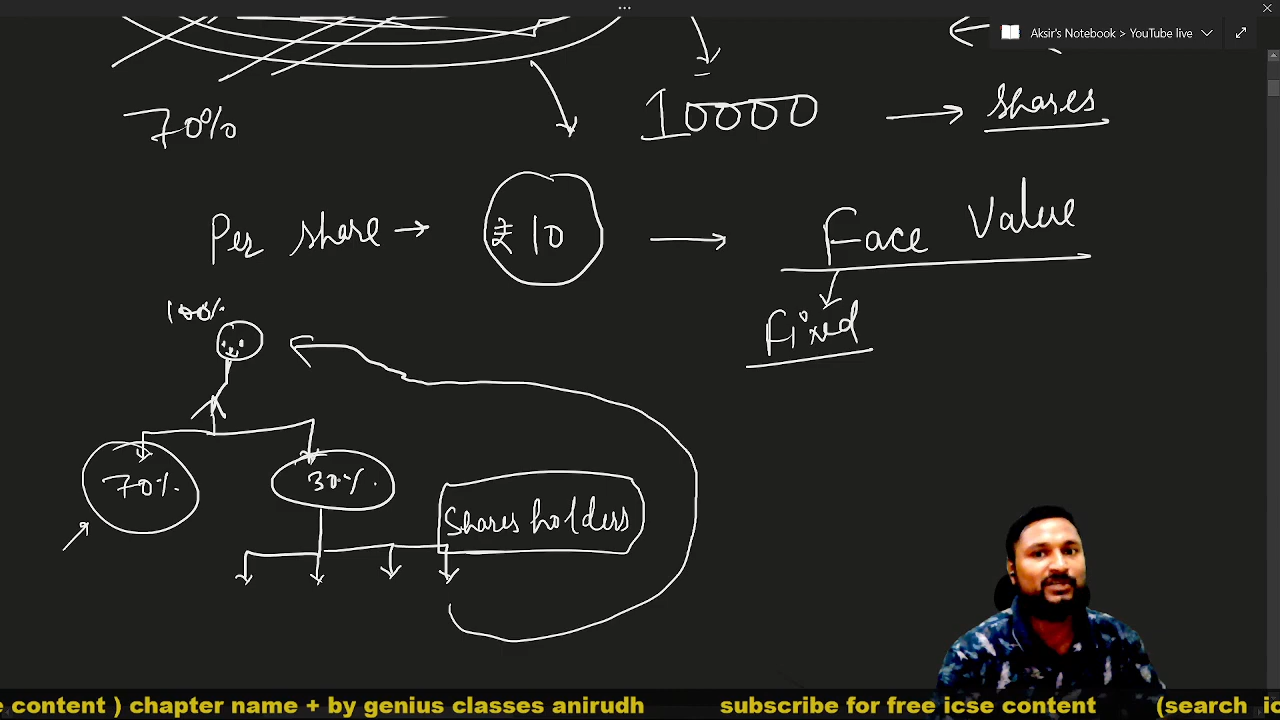 Aksir's Notebook > YouTube live
70%
10000 → shares
Per share → ₹ 10 → Face Value
Fixed
100%
70%. 30%.
Shares holders
e content ) chapter name + by genius classes anirudh subscribe for free icse content (search ic